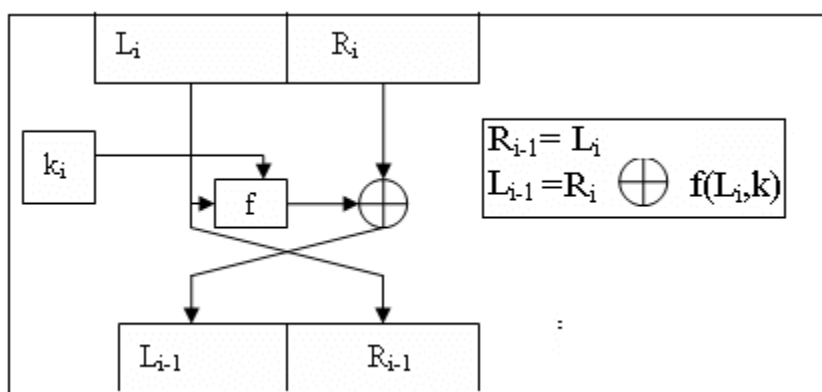 Lᵢ Rᵢ
kᵢ
f
Rᵢ₋₁= Lᵢ
Lᵢ₋₁ =Rᵢ ⊕ f(Lᵢ,k)
Lᵢ₋₁ Rᵢ₋₁
: